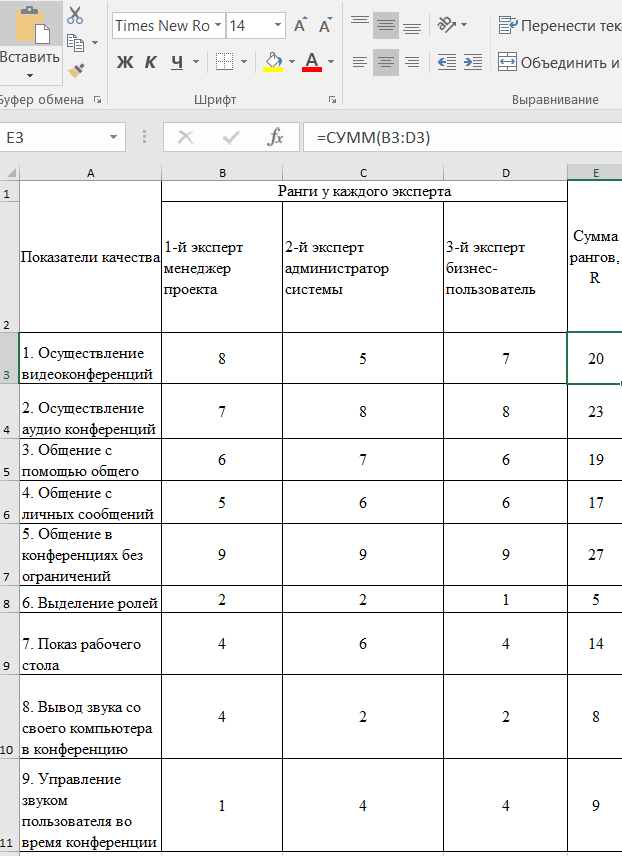 Times New Ro 14
Вставить
Ж К Ч
Перенести тек
Объединить и
Буфер обмена Шрифт Выравнивание
E3 fx =СУММ(B3:D3)
A B C D E
1 Ранги у каждого эксперта
2 Показатели качества
1-й эксперт
менеджер
проекта
2-й эксперт
администратор
системы
3-й эксперт
бизнес-
пользователь
Сумма
рангов,
R
1. Осуществление
3 видеоконференций 8 5 7 20
2. Осуществление
4 аудио конференций 7 8 8 23
3. Общение с
5 помощью общего 6 7 6 19
4. Общение с
6 личных сообщений 5 6 6 17
5. Общение в
конференциях без
7 ограничений 9 9 9 27
8 6. Выделение ролей 2 2 1 5
7. Показ рабочего
9 стола 4 6 4 14
8. Вывод звука со
своего компьютера
10 в конференцию 4 2 2 8
9. Управление
звуком
пользователя во
11 время конференции 1 4 4 9